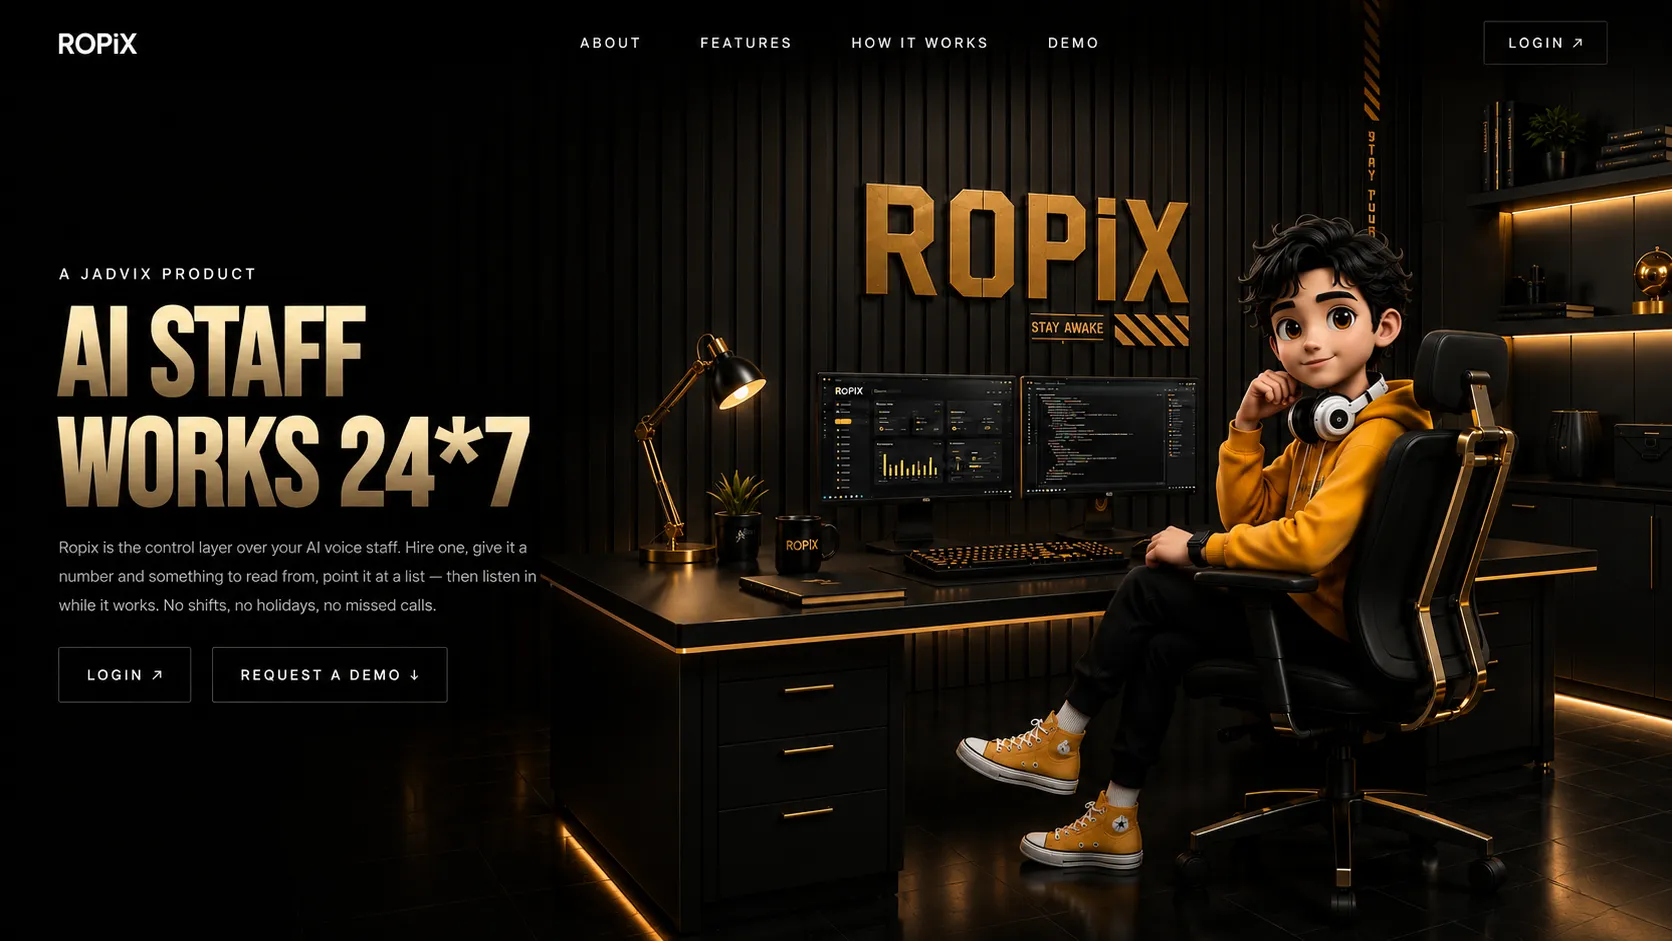 ROPiX
ABOUT
FEATURES
HOW IT WORKS
DEMO
LOGIN ↗
A JADVIX PRODUCT
AI STAFF
WORKS 24*7
Ropix is the control layer over your AI voice staff. Hire one, give it a
number and something to read from, point it at a list — then listen in
while it works. No shifts, no holidays, no missed calls.
LOGIN ↗
REQUEST A DEMO ↓
ROPiX
STAY AWAKE
STAY
ROPiX
ROPiX